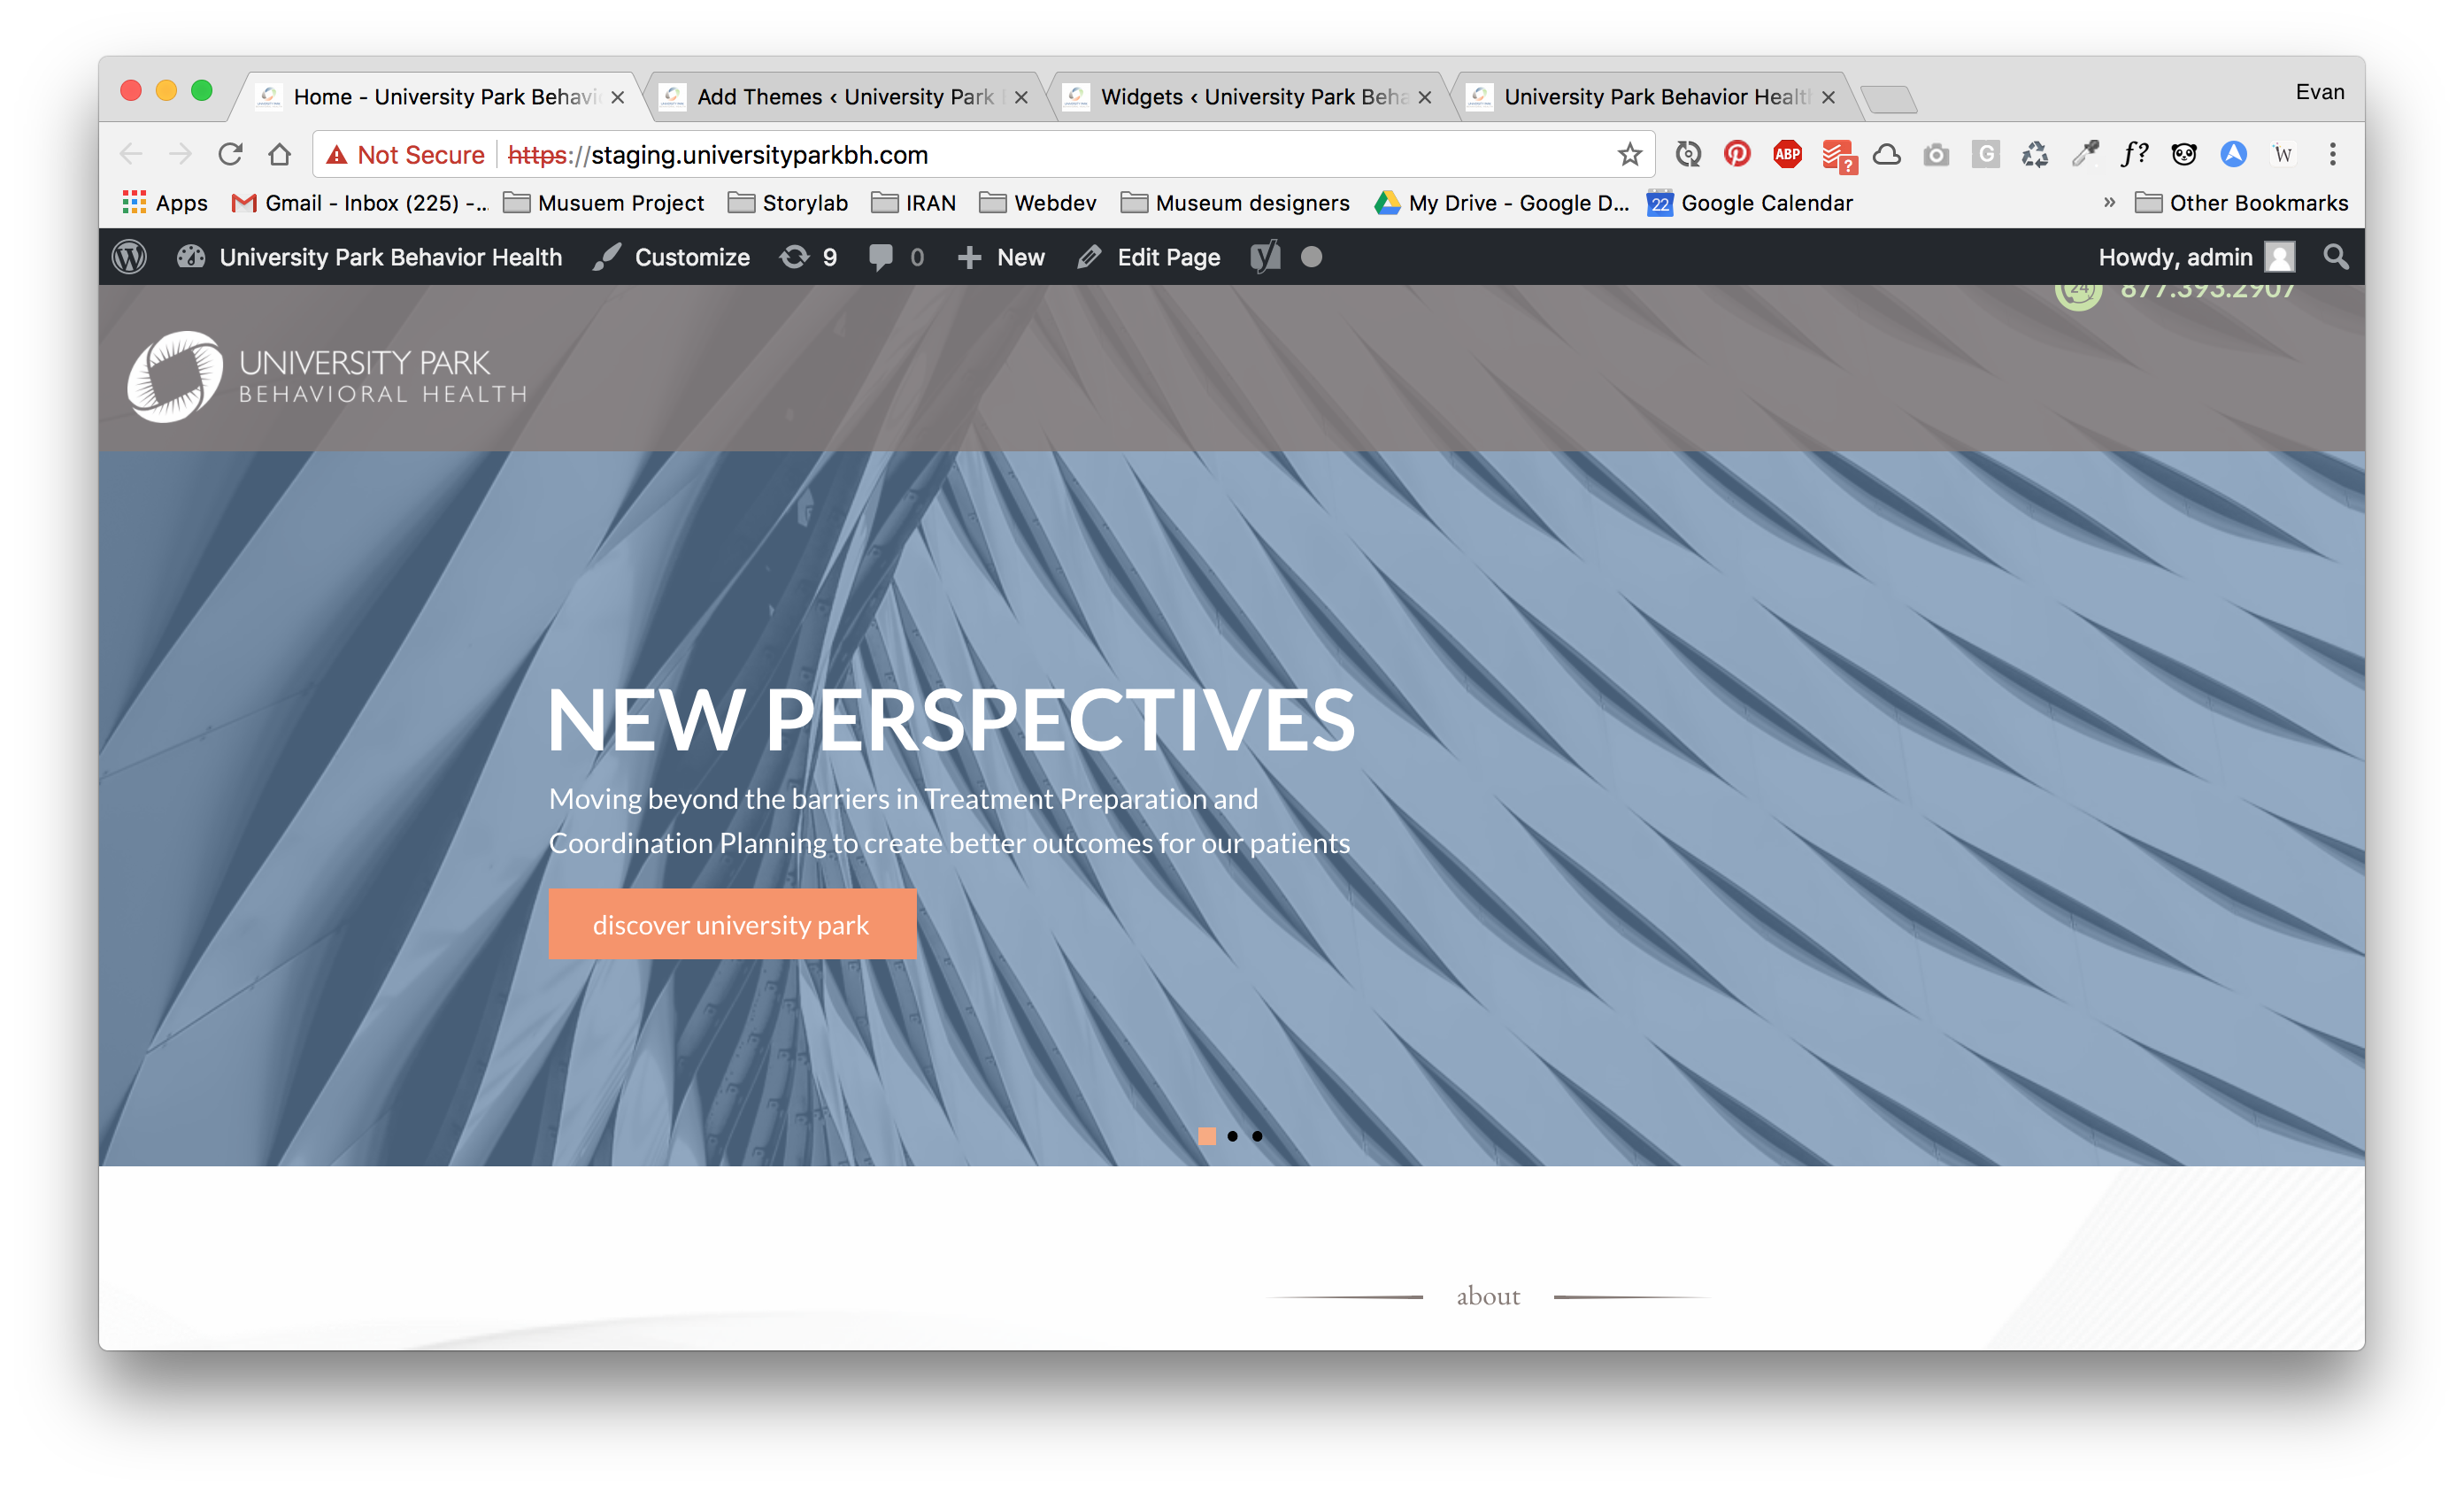 Home - University Park Behavi
Add Themes ‹ University Park
Widgets ‹ University Park Beha
University Park Behavior Healt
Evan
Not Secure
https://staging.universityparkbh.com
ABP
?
G
f?
W
Apps
Gmail - Inbox (225) -...
Musuem Project
Storylab
IRAN
Webdev
Museum designers
My Drive - Google D...
22
Google Calendar
»
Other Bookmarks
University Park Behavior Health
Customize
9
0
New
Edit Page
Howdy, admin
24
877.393.2907
UNIVERSITY PARK
BEHAVIORAL HEALTH
NEW PERSPECTIVES
Moving beyond the barriers in Treatment Preparation and
Coordination Planning to create better outcomes for our patients
discover university park
about